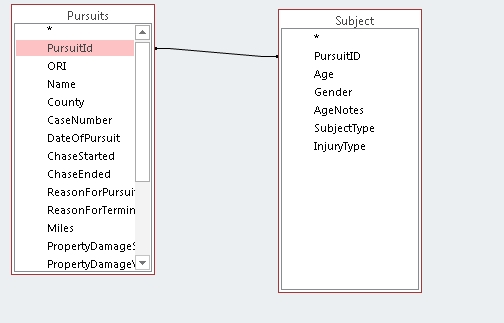 Pursuits
*
PursuitId
ORI
Name
County
CaseNumber
DateOfPursuit
ChaseStarted
ChaseEnded
ReasonForPursuit
ReasonForTermin
Miles
PropertyDamageS
PropertyDamageV
Subject
*
PursuitID
Age
Gender
AgeNotes
SubjectType
InjuryType